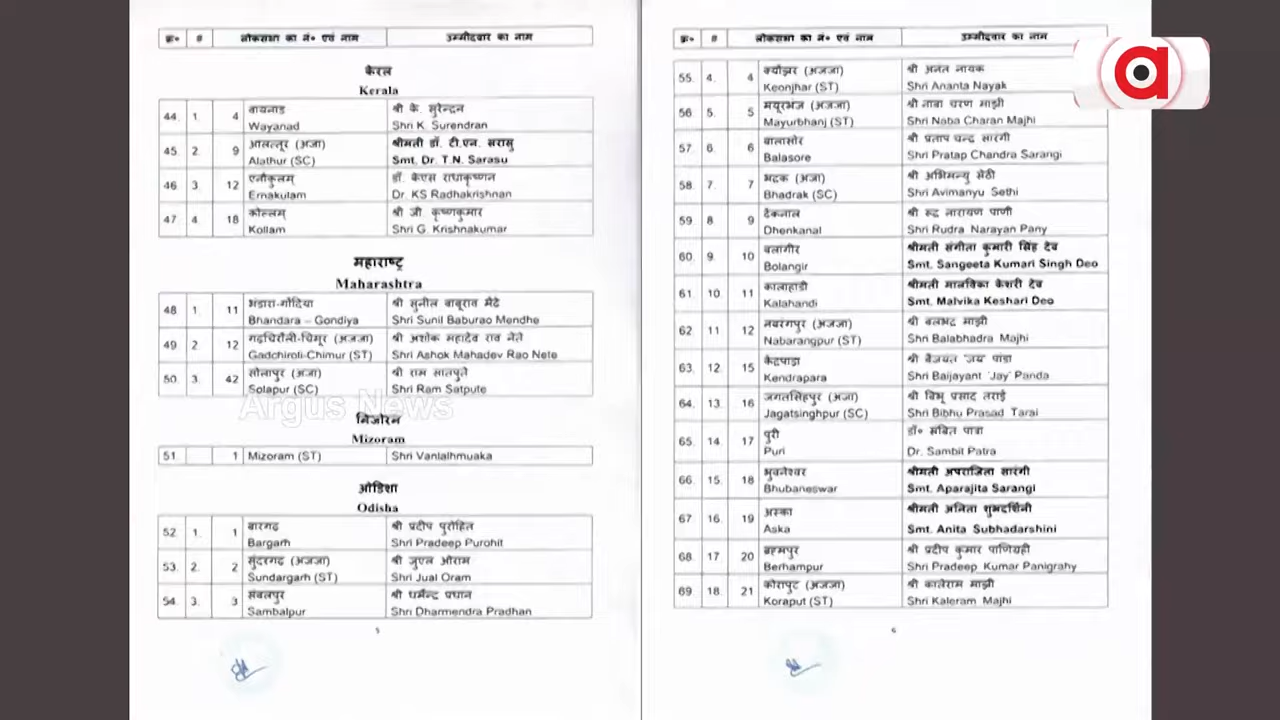 क्र॰ # लोकसभा का नं॰ एवं नाम उम्मीदवार का नाम
केरल
Kerala
44. 1. 4 वायनाड श्री के. सुरेन्द्रन
Wayanad Shri K. Surendran
45. 2. 9 आलत्तूर (अजा) श्रीमती डॉ. टी.एन. सरासु
Alathur (SC) Smt. Dr. T.N. Sarasu
46. 3. 12 एर्नाकुलम् डॉ. केएस राधाकृष्णन
Ernakulam Dr. KS Radhakrishnan
47 4. 18 कोल्लम् श्री जी. कृष्णकुमार
Kollam Shri G. Krishnakumar
महाराष्ट्र
Maharashtra
48. 1. 11 भंडारा-गोंदिया श्री सुनील बाबुराव मेंढे
Bhandara – Gondiya Shri Sunil Baburao Mendhe
49. 2. 12 गढ़चिरौली-चिमूर (अजजा) श्री अशोक महादेव राव नेते
Gadchiroli-Chimur (ST) Shri Ashok Mahadev Rao Nete
50. 3. 42 सोलापुर (अजा) श्री राम सातपुते
Solapur (SC) Shri Ram Satpute
मिजोरम
Mizoram
51. 1 Mizoram (ST) Shri Vanlalhmuaka
ओडिशा
Odisha
52. 1. 1 बारगढ़ श्री प्रदीप पुरोहित
Bargarh Shri Pradeep Purohit
53. 2. 2 सुंदरगढ़ (अजजा) श्री जुएल ओराम
Sundargarh (ST) Shri Jual Oram
54. 3. 3 संबलपुर श्री धर्मेन्द्र प्रधान
Sambalpur Shri Dharmendra Pradhan
5
क्र॰ # लोकसभा का नं॰ एवं नाम उम्मीदवार का नाम
55. 4. 4 क्योंझर (अजजा) श्री अनंत नायक
Keonjhar (ST) Shri Ananta Nayak
56 5. 5 मयूरभंज (अजजा) श्री नाबा चरण माझी
Mayurbhanj (ST) Shri Naba Charan Majhi
57. 6. 6 बालासोर श्री प्रताप चन्द्र सारंगी
Balasore Shri Pratap Chandra Sarangi
58. 7. 7 भद्रक (अजा) श्री अभिमन्यु सेठी
Bhadrak (SC) Shri Avimanyu Sethi
59 8 9 ढेंकनाल श्री रूद्र नारायण पाणी
Dhenkanal Shri Rudra Narayan Pany
60. 9. 10 बलांगीर श्रीमती संगीता कुमारी सिंह देव
Bolangir Smt. Sangeeta Kumari Singh Deo
61. 10. 11 कालाहांडी श्रीमती मालविका केशरी देव
Kalahandi Smt. Malvika Keshari Deo
62 11 12 नबरंगपुर (अजजा) श्री बलभद्र माझी
Nabarangpur (ST) Shri Balabhadra Majhi
63. 12. 15 केंद्रपाड़ा श्री बैजयंत 'जय' पांडा
Kendrapara Shri Baijayant 'Jay' Panda
64. 13. 16 जगतसिंहपुर (अजा) श्री बिभू प्रसाद तराई
Jagatsinghpur (SC) Shri Bibhu Prasad Tarai
65. 14 17 पुरी डॉ॰ संबित पात्रा
Puri Dr. Sambit Patra
66. 15. 18 भुवनेश्वर श्रीमती अपराजिता सारंगी
Bhubaneswar Smt. Aparajita Sarangi
67 16. 19 अस्का श्रीमती अनिता शुभदर्शिनी
Aska Smt. Anita Subhadarshini
68. 17 20 ब्रहमपुर श्री प्रदीप कुमार पाणिग्रही
Berhampur Shri Pradeep Kumar Panigrahy
69 18. 21 कोरापुट (अजजा) श्री कालेराम माझी
Koraput (ST) Shri Kaleram Majhi
6
Argus News
a